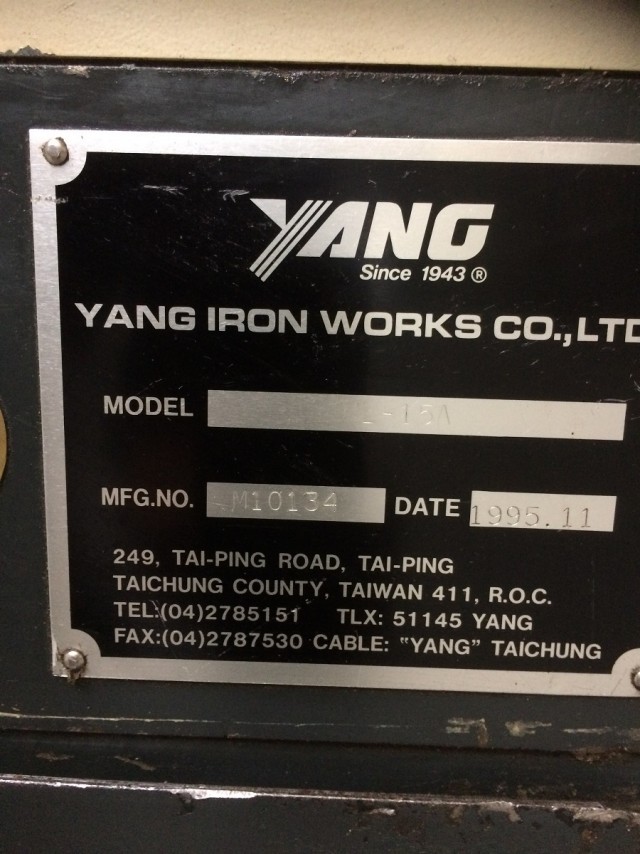 YANG
Since 1943 ®
YANG IRON WORKS CO.,LTD
MODEL
MFG.NO. M10134 DATE 1995.11
249, TAI-PING ROAD, TAI-PING
TAICHUNG COUNTY, TAIWAN 411, R.O.C.
TEL:(04)2785151 TLX: 51145 YANG
FAX:(04)2787530 CABLE: "YANG" TAICHUNG